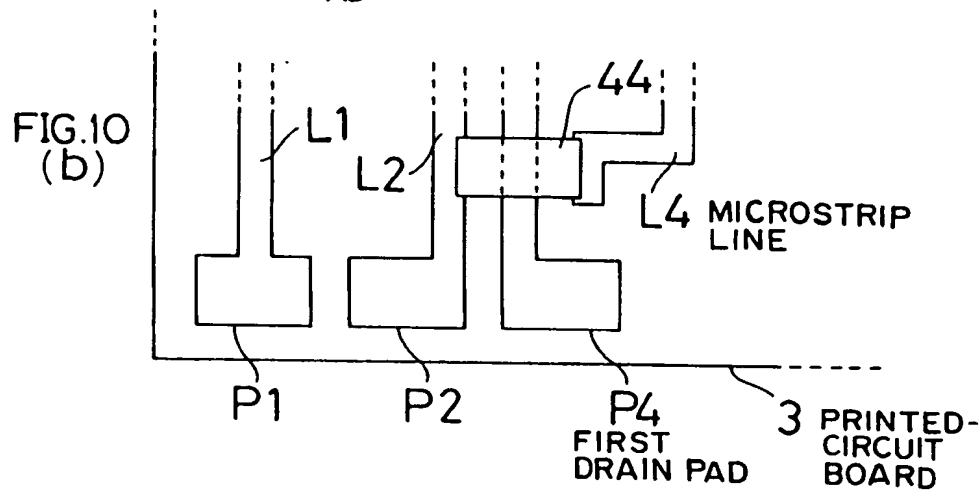 44
FIG.10
(b)
L1
L2
L4 MICROSTRIP
LINE
P1
P2
P4
FIRST
DRAIN PAD
3 PRINTED-
CIRCUIT
BOARD